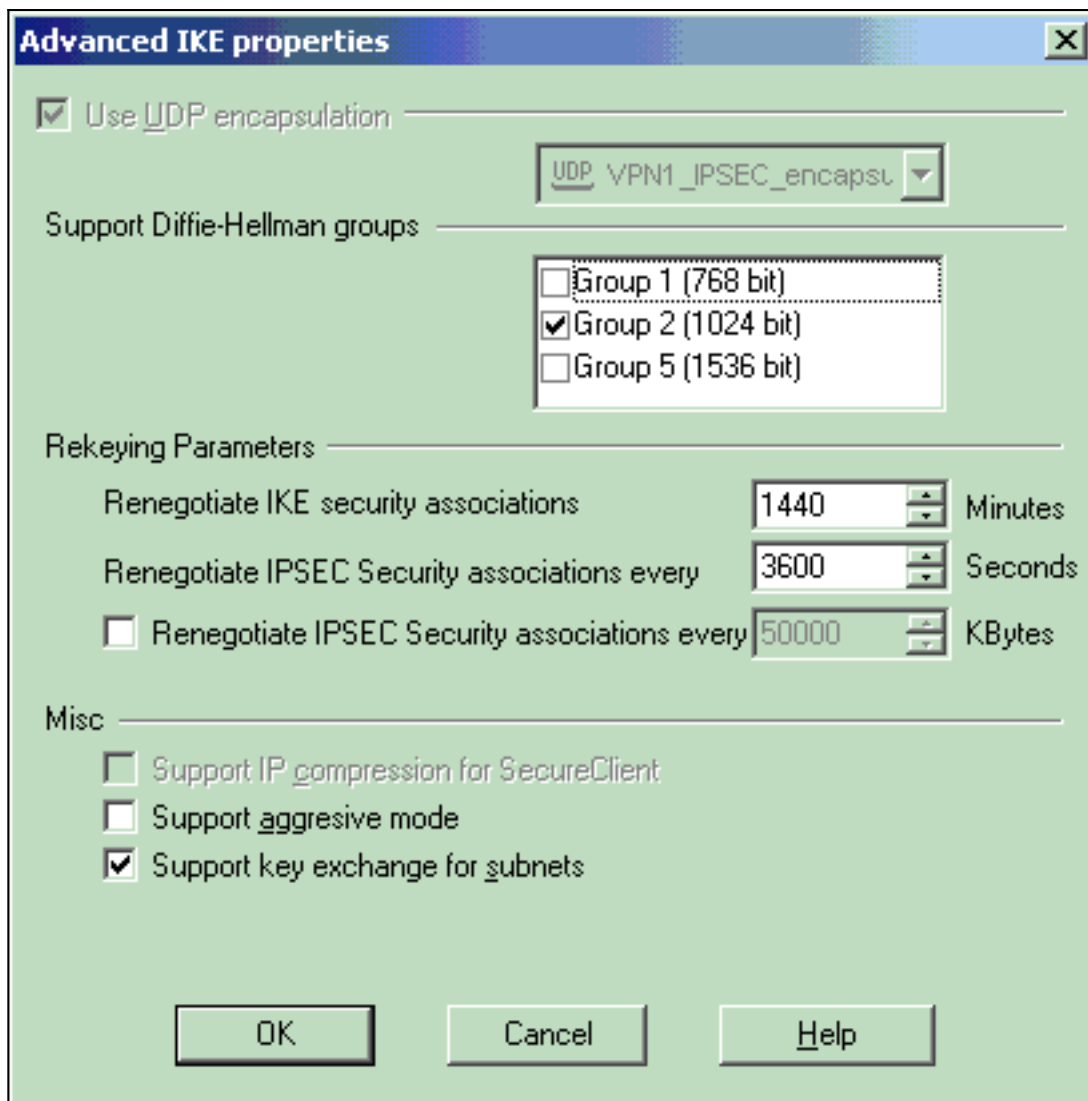 Advanced IKE properties
Use UDP encapsulation
UDP VPN1_IPSEC_encapsu
Support Diffie-Hellman groups
Group 1 (768 bit)
Group 2 (1024 bit)
Group 5 (1536 bit)
Rekeying Parameters
Renegotiate IKE security associations 1440 Minutes
Renegotiate IPSEC Security associations every 3600 Seconds
Renegotiate IPSEC Security associations every 50000 KBytes
Misc
Support IP compression for SecureClient
Support aggresive mode
Support key exchange for subnets
OK Cancel Help